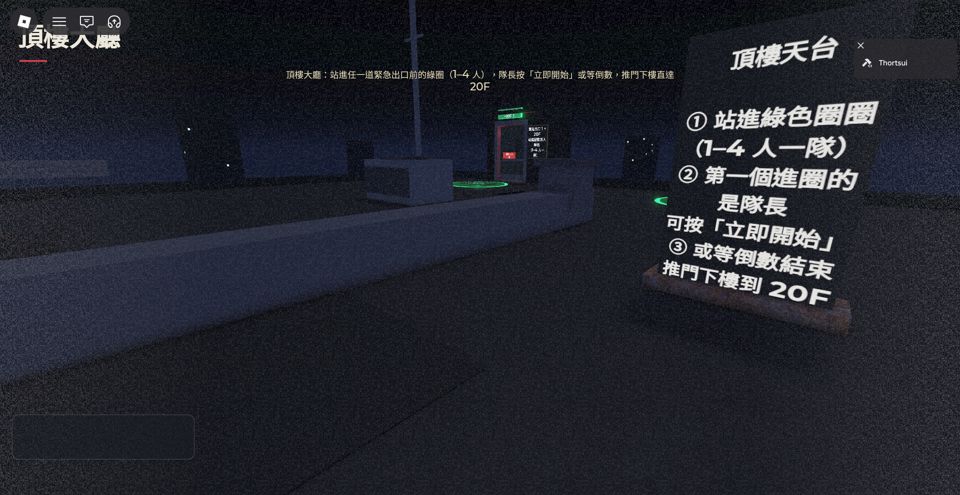 頂樓大廳
頂樓大廳：站進任一道緊急出口前的綠圈（1–4 人），隊長按「立即開始」或等倒數，推門下樓直達
20F
Thortsui
頂樓天台
① 站進綠色圈圈
（1–4 人一隊）
② 第一個進圈的
是隊長
可按「立即開始」
③ 或等倒數結束
推門下樓到 20F